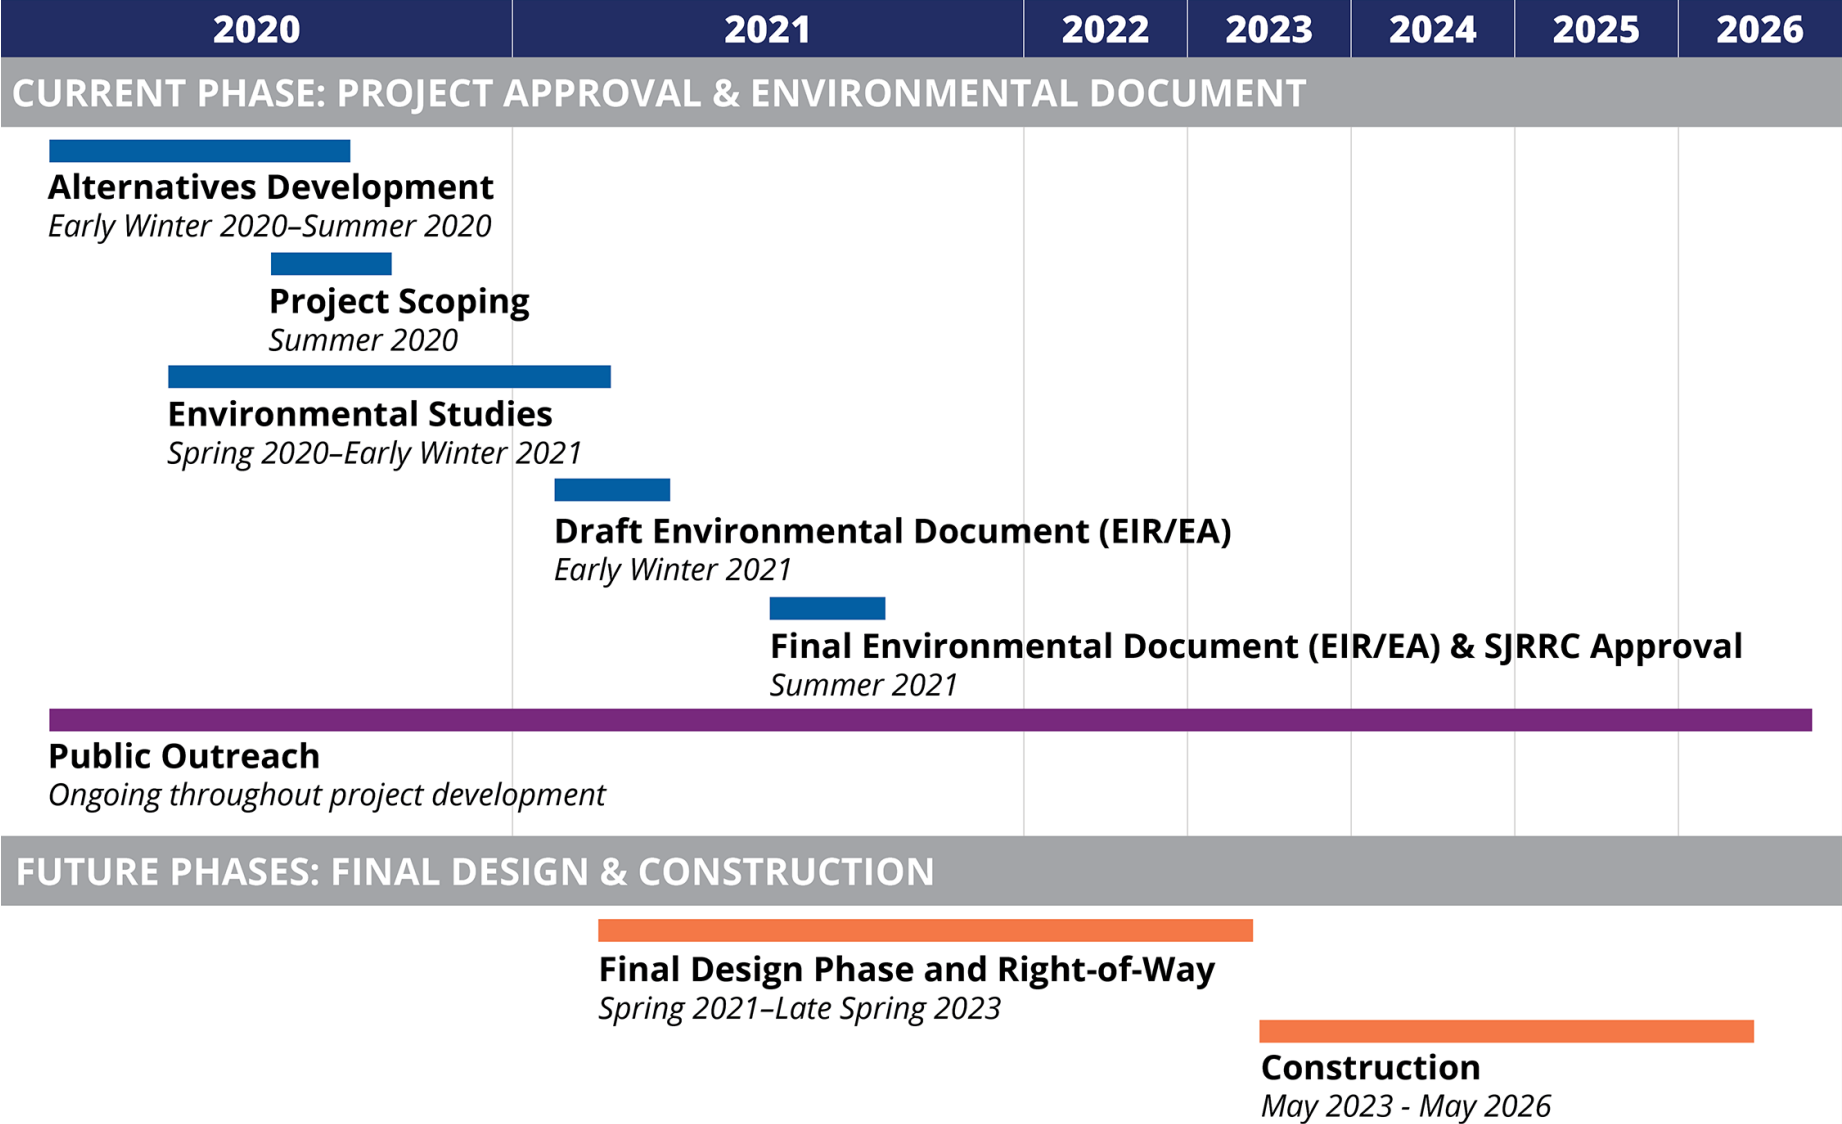 2020 2021 2022 2023 2024 2025 2026
CURRENT PHASE: PROJECT APPROVAL & ENVIRONMENTAL DOCUMENT
Alternatives Development
Early Winter 2020–Summer 2020
Project Scoping
Summer 2020
Environmental Studies
Spring 2020–Early Winter 2021
Draft Environmental Document (EIR/EA)
Early Winter 2021
Final Environmental Document (EIR/EA) & SJRRC Approval
Summer 2021
Public Outreach
Ongoing throughout project development
FUTURE PHASES: FINAL DESIGN & CONSTRUCTION
Final Design Phase and Right-of-Way
Spring 2021–Late Spring 2023
Construction
May 2023 - May 2026